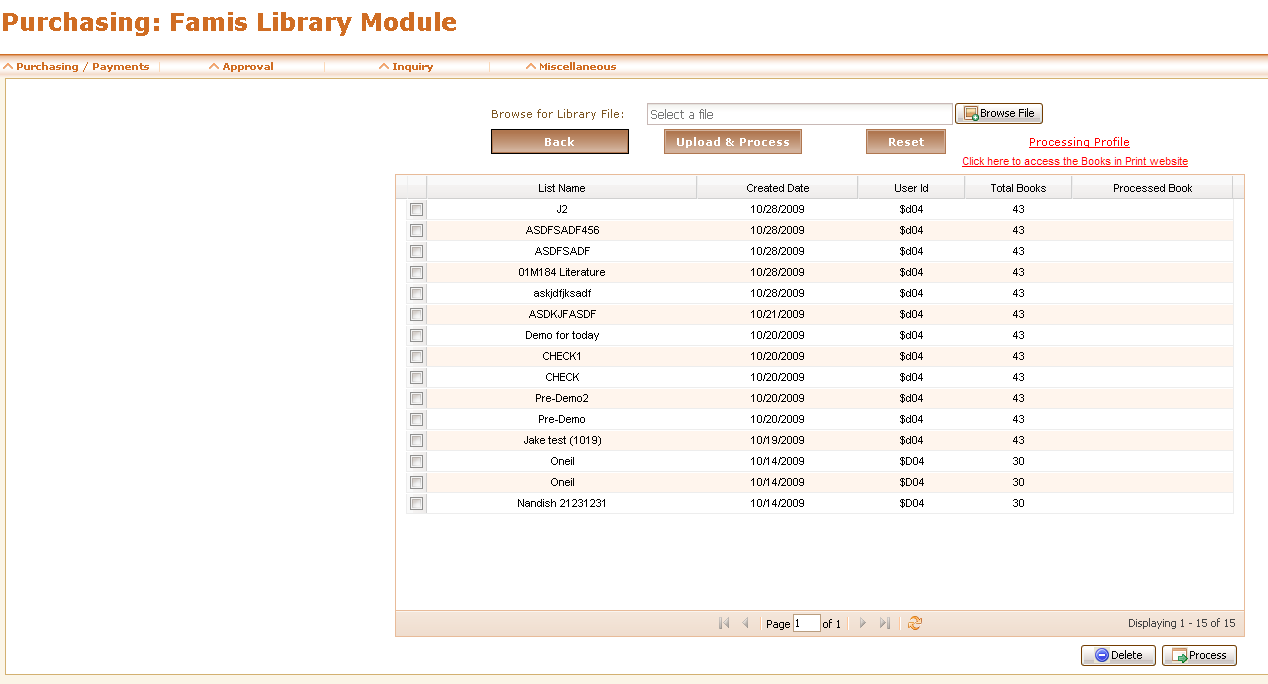 Purchasing: Famis Library Module
Purchasing / Payments Approval Inquiry Miscellaneous
Browse for Library File: Select a file Browse File
Back Upload & Process Reset Processing Profile
Click here to access the Books in Print website
List Name Created Date User Id Total Books Processed Book
J2 10/28/2009 $d04 43
ASDFSADF456 10/28/2009 $d04 43
ASDFSADF 10/28/2009 $d04 43
01M184 Literature 10/28/2009 $d04 43
askjdfjksadf 10/28/2009 $d04 43
ASDKJFASDF 10/21/2009 $d04 43
Demo for today 10/20/2009 $d04 43
CHECK1 10/20/2009 $d04 43
CHECK 10/20/2009 $d04 43
Pre-Demo2 10/20/2009 $d04 43
Pre-Demo 10/20/2009 $d04 43
Jake test (1019) 10/19/2009 $d04 43
Oneil 10/14/2009 $D04 30
Oneil 10/14/2009 $D04 30
Nandish 21231231 10/14/2009 $D04 30
Page 1 of 1 Displaying 1 - 15 of 15
Delete Process